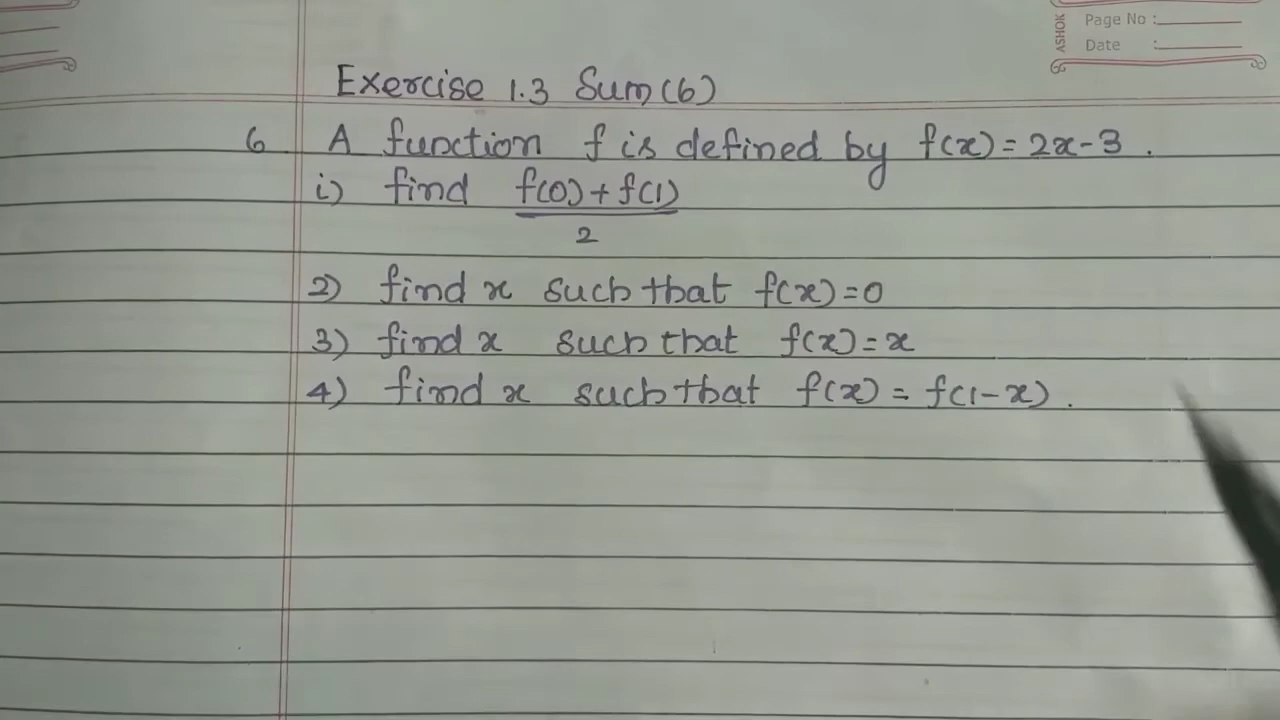 ASHOK
Page No :
Date :
Exercise 1.3 Sum(6)
6 A function f is defined by f(x)=2x-3.
i) find f(0)+f(1)
2
2) find x such that f(x)=0
3) find x such that f(x)=x
4) find x such that f(x) = f(1-x).